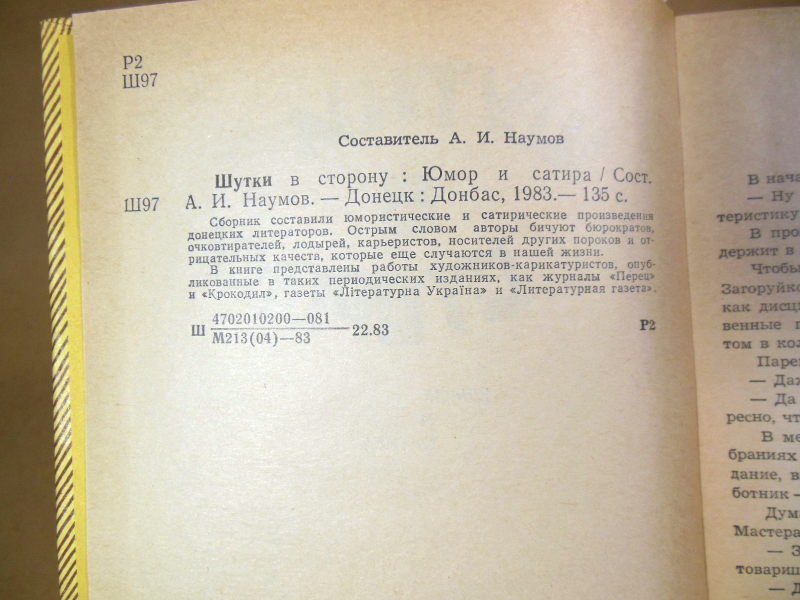 Р2
Ш97
Составитель А. И. Наумов
Шутки в сторону : Юмор и сатира / Сост.
Ш97 А. И. Наумов. — Донецк : Донбас, 1983.— 135 с.
Сборник составили юмористические и сатирические произведения
донецких литераторов. Острым словом авторы бичуют бюрократов,
очковтирателей, лодырей, карьеристов, носителей других пороков и от-
рицательных качеств, которые еще случаются в нашей жизни.
В книге представлены работы художников-карикатуристов, опуб-
ликованные в таких периодических изданиях, как журналы «Перец»
и «Крокодил», газеты «Літературна Україна» и «Литературная газета».
4702010200—081
Ш 22.83 Р2
М213(04)—83
В нача
— Ну
теристику
В про
держит в
Чтобы
Загоруйко
как дисци
венные п
том в кол
Парен
— Даж
— Да
ресно, чт
В ме
браниях
дание, в
ботник —
Дума
Мастера
— З
товарищ
— Д